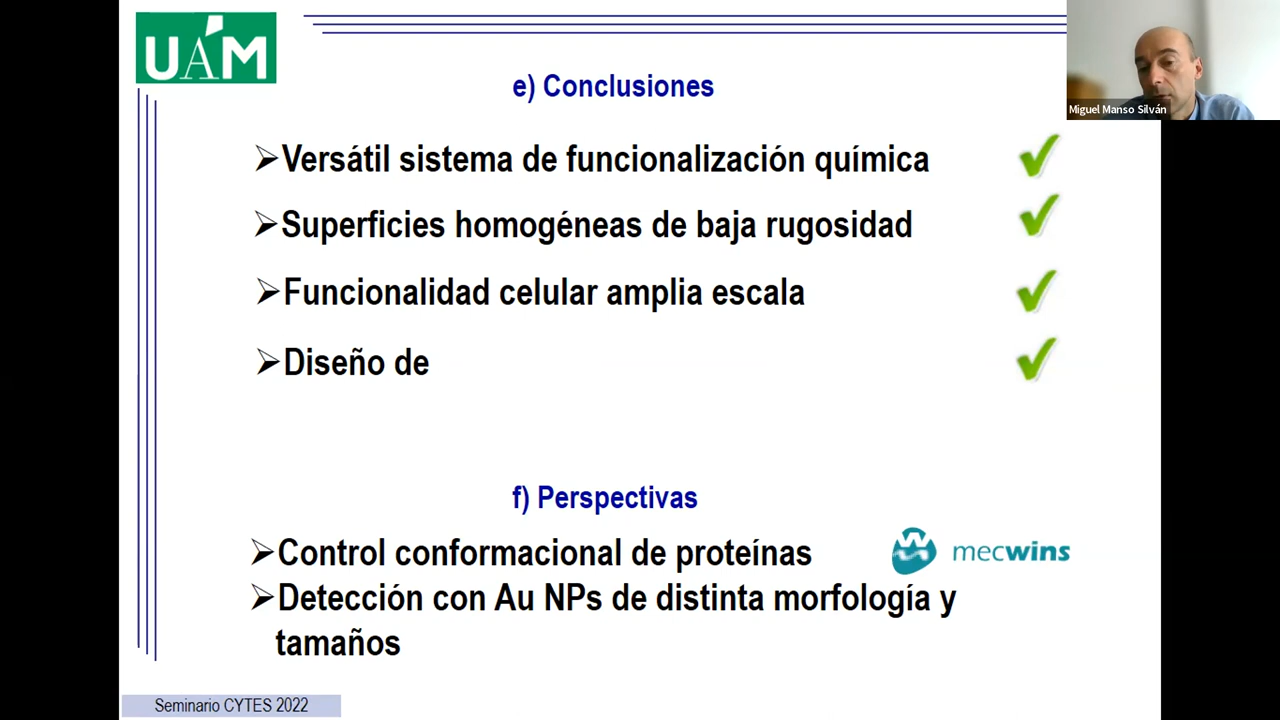 UAM
Miguel Manso Silván
e) Conclusiones
➢Versátil sistema de funcionalización química
➢Superficies homogéneas de baja rugosidad
➢Funcionalidad celular amplia escala
➢Diseño de
f) Perspectivas
➢Control conformacional de proteínas
mecwins
➢Detección con Au NPs de distinta morfología y
tamaños
Seminario CYTES 2022